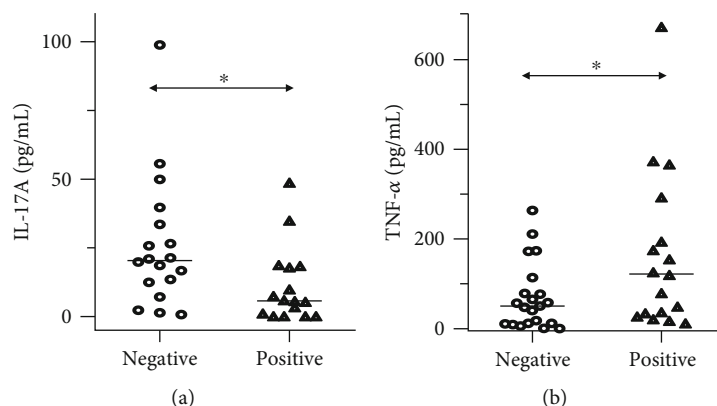 100
50
0
IL-17A (pg/mL)
*
Negative
Positive
(a)
600
400
200
0
TNF-α (pg/mL)
*
Negative
Positive
(b)